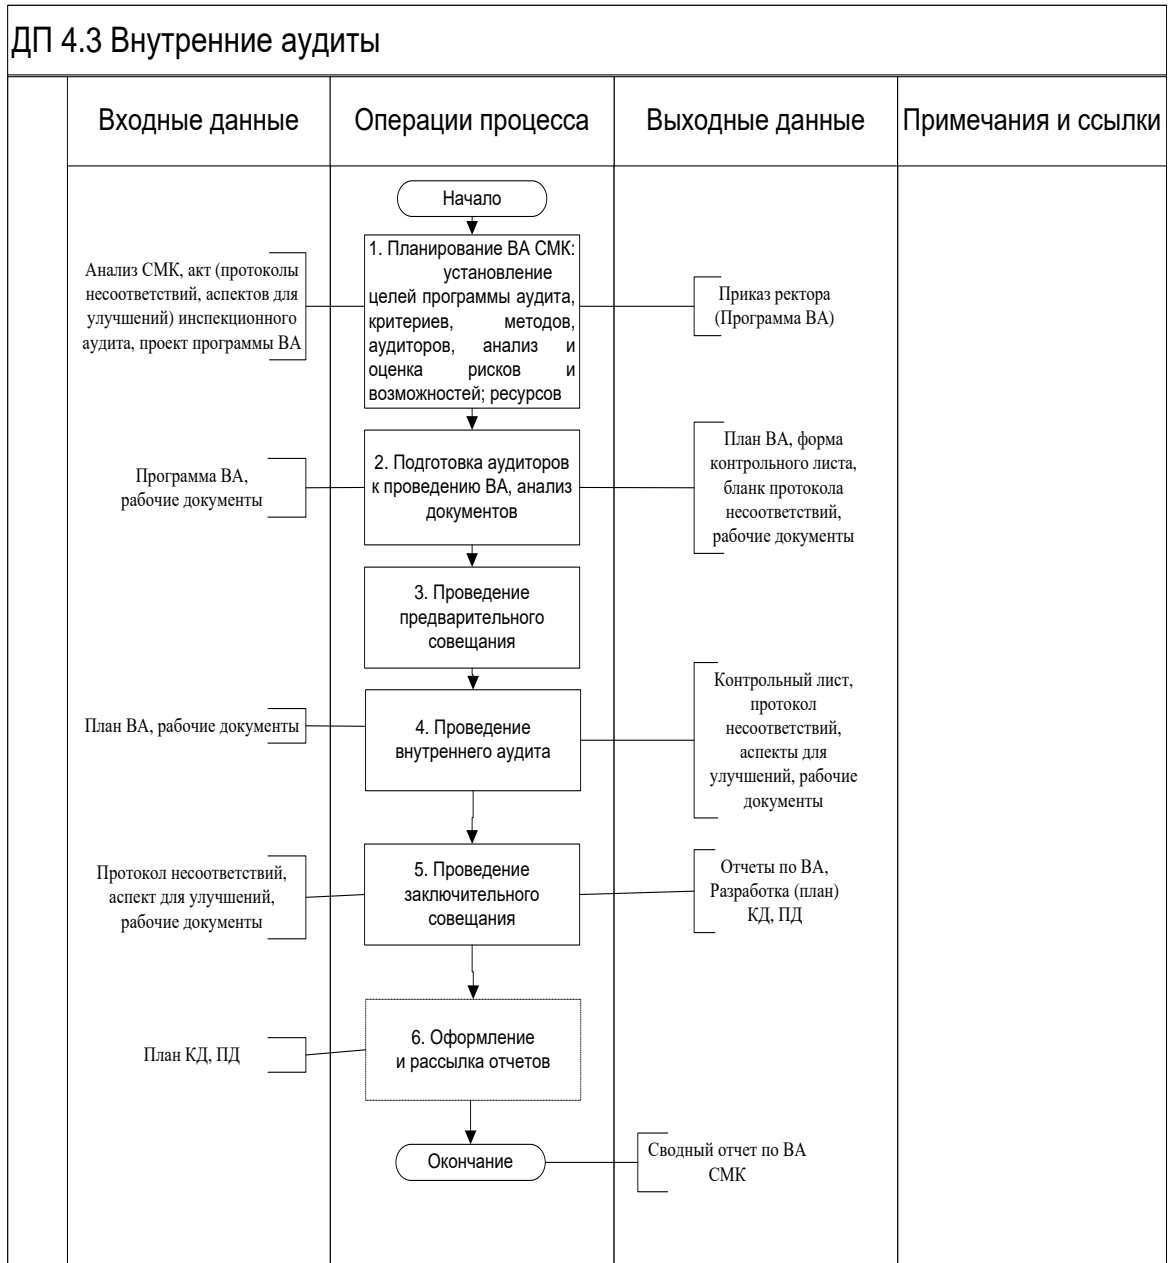 ДП 4.3 Внутренние аудиты
Входные данные
Операции процесса
Выходные данные
Примечания и ссылки
Начало
Анализ СМК, акт (протоколы
несоответствий, аспектов для
улучшений) инспекционного
аудита, проект программы ВА
1. Планирование ВА СМК:
установление
целей программы аудита,
критериев, методов,
аудиторов, анализ и
оценка рисков и
возможностей; ресурсов
Приказ ректора
(Программа ВА)
Программа ВА,
рабочие документы
2. Подготовка аудиторов
к проведению ВА, анализ
документов
План ВА, форма
контрольного листа,
бланк протокола
несоответствий,
рабочие документы
3. Проведение
предварительного
совещания
План ВА, рабочие документы
4. Проведение
внутреннего аудита
Контрольный лист,
протокол
несоответствий,
аспекты для
улучшений, рабочие
документы
Протокол несоответствий,
аспект для улучшений,
рабочие документы
5. Проведение
заключительного
совещания
Отчеты по ВА,
Разработка (план)
КД, ПД
План КД, ПД
6. Оформление
и рассылка отчетов
Окончание
Сводный отчет по ВА
СМК